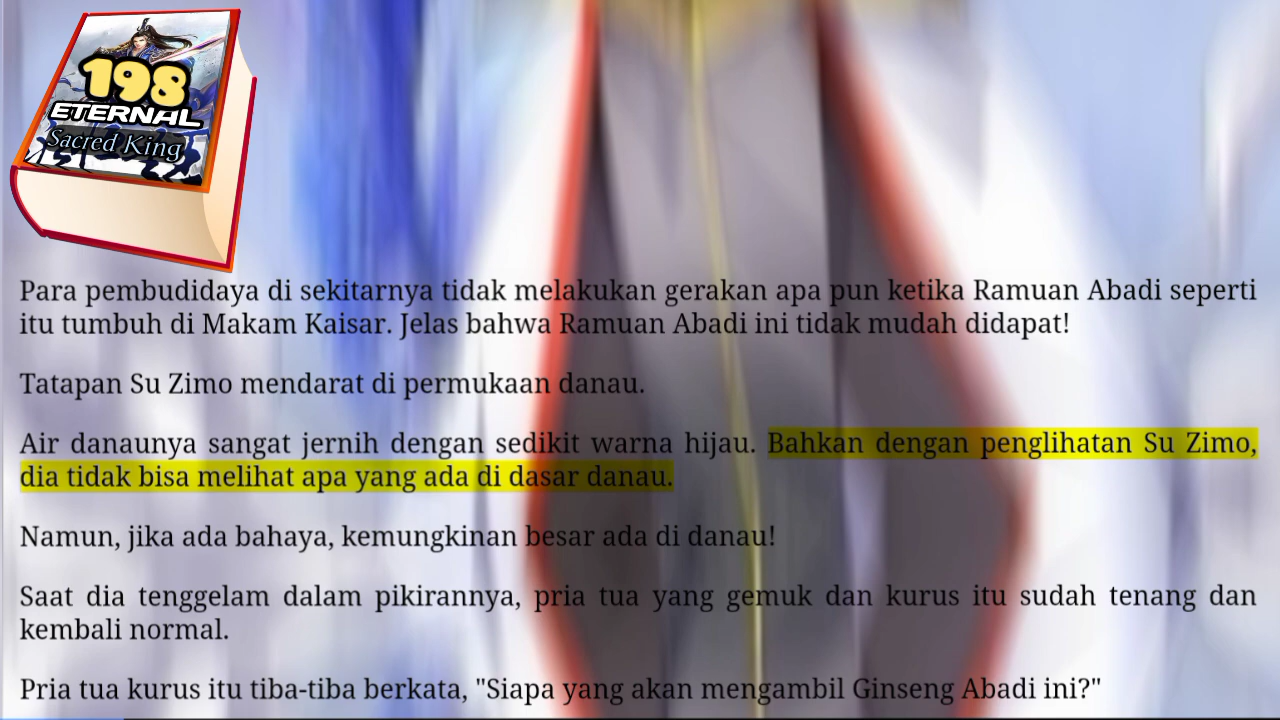 198
ETERNAL
Sacred King
Para pembudidaya di sekitarnya tidak melakukan gerakan apa pun ketika Ramuan Abadi seperti
itu tumbuh di Makam Kaisar. Jelas bahwa Ramuan Abadi ini tidak mudah didapat!
Tatapan Su Zimo mendarat di permukaan danau.
Air danaunya sangat jernih dengan sedikit warna hijau. Bahkan dengan penglihatan Su Zimo,
dia tidak bisa melihat apa yang ada di dasar danau.
Namun, jika ada bahaya, kemungkinan besar ada di danau!
Saat dia tenggelam dalam pikirannya, pria tua yang gemuk dan kurus itu sudah tenang dan
kembali normal.
Pria tua kurus itu tiba-tiba berkata, "Siapa yang akan mengambil Ginseng Abadi ini?"